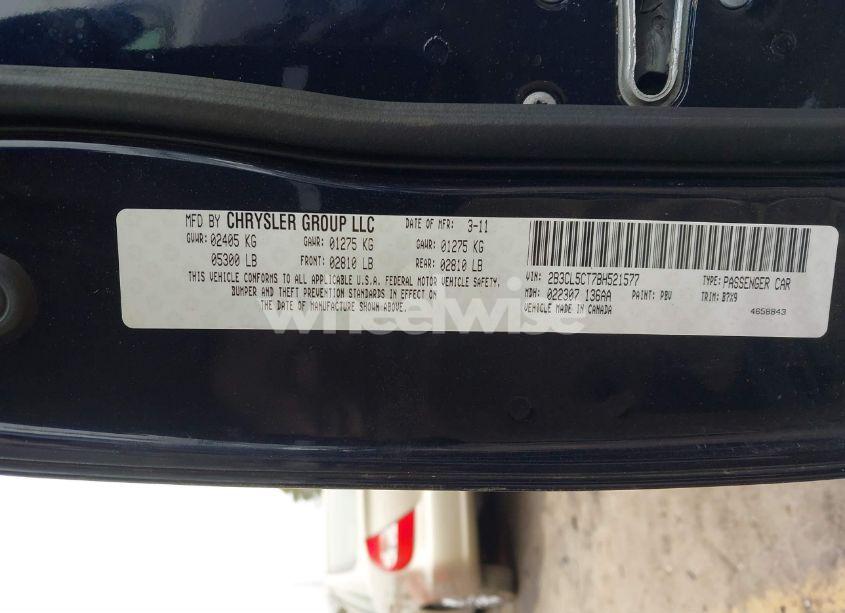 MFD BY CHRYSLER GROUP LLC DATE OF MFR: 3-11
GVWR: 02405 KG GAWR: 01275 KG GAWR: 01275 KG
05300 LB FRONT: 02810 LB REAR: 02810 LB
THIS VEHICLE CONFORMS TO ALL APPLICABLE U.S.A. FEDERAL MOTOR VEHICLE SAFETY,
BUMPER AND THEFT PREVENTION STANDARDS IN EFFECT ON
THE DATE OF MANUFACTURE SHOWN ABOVE.
VIN: 2B3CL5CT7BH521577 TYPE: PASSENGER CAR
MDH: 022307 136AA PAINT: PBV TRIM: B7X9
VEHICLE MADE IN CANADA 4658843
wheelwise